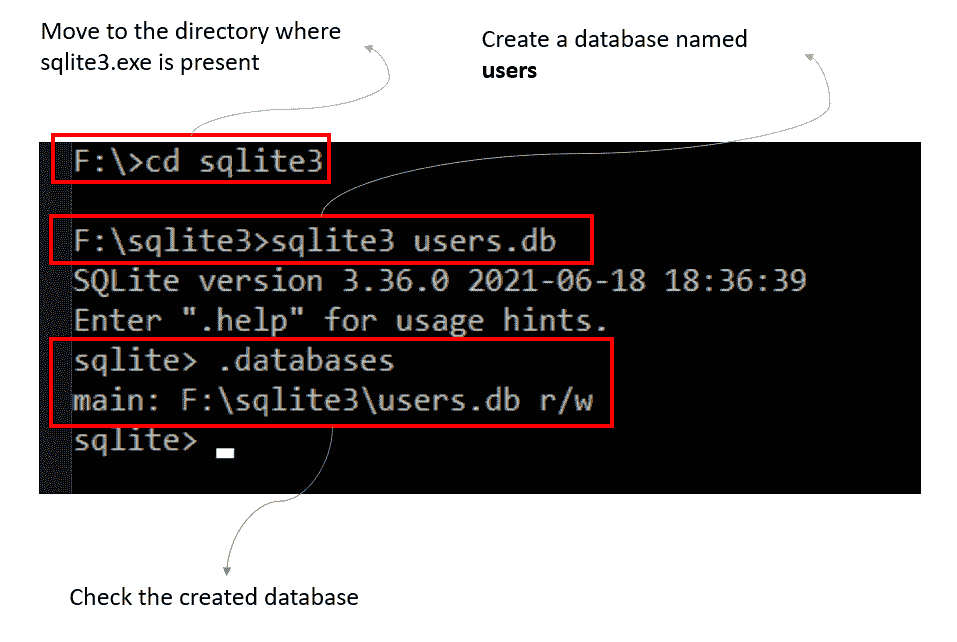 Move to the directory where
sqlite3.exe is present
Create a database named
users
F:\>cd sqlite3
F:\sqlite3>sqlite3 users.db
SQLite version 3.36.0 2021-06-18 18:36:39
Enter ".help" for usage hints.
sqlite> .databases
main: F:\sqlite3\users.db r/w
sqlite>
Check the created database